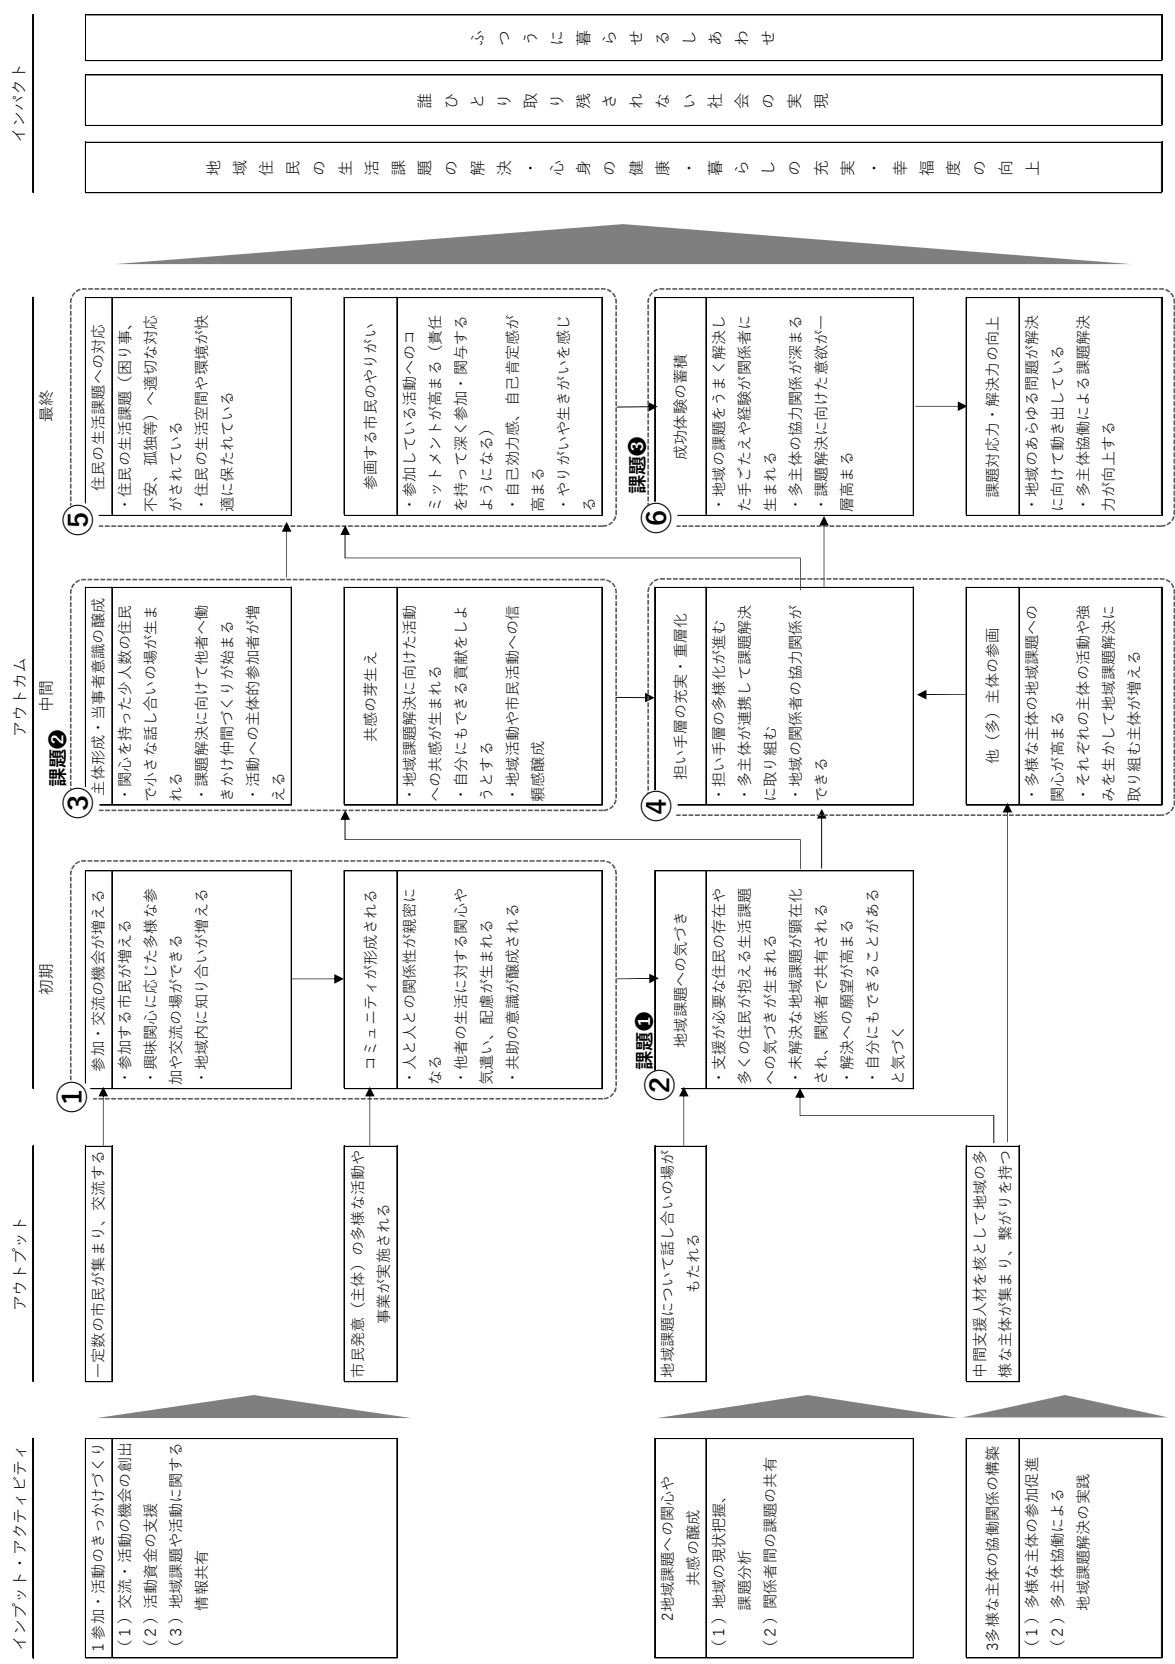 インプット・アクティビティ
アウトプット
アウトカム
インパクト
初期
中間
最終
1参加・活動のきっかけづくり
（1）交流・活動の機会の創出
（2）活動資金の支援
（3）地域課題や活動に関する
情報共有
2地域課題への関心や
共感の醸成
（1）地域の現状把握、
課題分析
（2）関係者間の課題の共有
3多様な主体の協働関係の構築
（1）多様な主体の参加促進
（2）多主体協働による
地域課題解決の実践
一定数の市民が集まり、交流する
市民発意（主体）の多様な活動や
事業が実施される
地域課題について話し合いの場が
もたれる
中間支援人材を核として地域の多
様な主体が集まり、繋がりを持つ
①
参加・交流の機会が増える
・参加する市民が増える
・興味関心に応じた多様な参
加や交流の場ができる
・地域内に知り合いが増える
コミュニティが形成される
・人と人との関係性が親密に
なる
・他者の生活に対する関心や
気遣い、配慮が生まれる
・共助の意識が醸成される
課題❶
②
地域課題への気づき
・支援が必要な住民の存在や
多くの住民が抱える生活課題
への気づきが生まれる
・未解決な地域課題が顕在化
され、関係者で共有される
・解決への願望が高まる
・自分にもできることがある
と気づく
課題❷
③
主体形成・当事者意識の醸成
・関心を持った少人数の住民
で小さな話し合いの場が生ま
れる
・課題解決に向けて他者へ働
きかけ仲間づくりが始まる
・活動への主体的参加者が増
える
共感の芽生え
・地域課題解決に向けた活動
への共感が生まれる
・自分にもできる貢献をしよ
うとする
・地域活動や市民活動への信
頼感醸成
④
担い手層の充実・重層化
・担い手層の多様化が進む
・多主体が連携して課題解決
に取り組む
・地域の関係者の協力関係が
できる
他（多）主体の参画
・多様な主体の地域課題への
関心が高まる
・それぞれの主体の活動や強
みを生かして地域課題解決に
取り組む主体が増える
⑤
住民の生活課題への対応
・住民の生活課題（困り事、
不安、孤独等）へ適切な対応
がされている
・住民の生活空間や環境が快
適に保たれている
参画する市民のやりがい
・参加している活動へのコ
ミットメントが高まる（責任
を持って深く参加・関与する
ようになる）
・自己効力感、自己肯定感が
高まる
・やりがいや生きがいを感じ
る
課題❸
⑥
成功体験の蓄積
・地域の課題をうまく解決し
た手ごたえや経験が関係者に
生まれる
・多主体の協力関係が深まる
・課題解決に向けた意欲が一
層高まる
課題対応力・解決力の向上
・地域のあらゆる問題が解決
に向けて動き出している
・多主体協働による課題解決
力が向上する
地域住民の生活課題の解決・心身の健康・暮らしの充実・幸福度の向上
誰ひとり取り残されない社会の実現
ふつうに暮らせるしあわせ